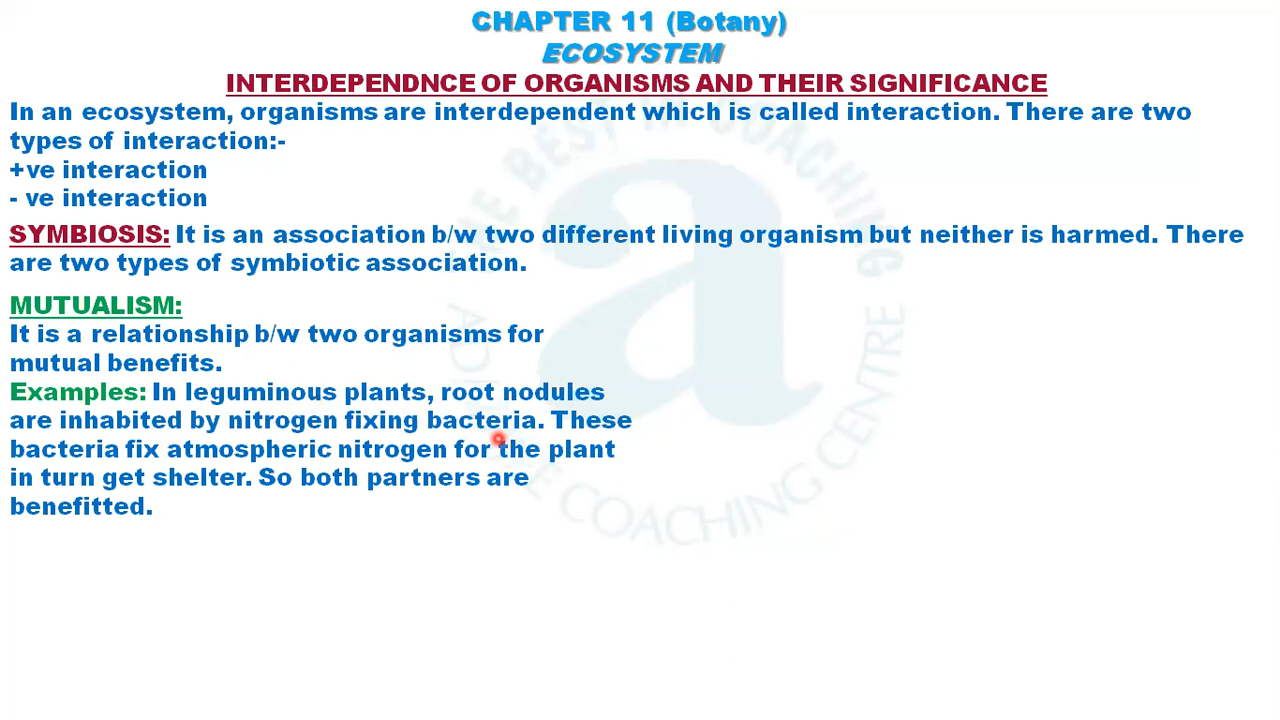 CHAPTER 11 (Botany)
ECOSYSTEM
INTERDEPENDNCE OF ORGANISMS AND THEIR SIGNIFICANCE
In an ecosystem, organisms are interdependent which is called interaction. There are two
types of interaction:-
+ve interaction
- ve interaction
SYMBIOSIS: It is an association b/w two different living organism but neither is harmed. There
are two types of symbiotic association.
MUTUALISM:
It is a relationship b/w two organisms for
mutual benefits.
Examples: In leguminous plants, root nodules
are inhabited by nitrogen fixing bacteria. These
bacteria fix atmospheric nitrogen for the plant
in turn get shelter. So both partners are
benefitted.
COACHING CENTRE